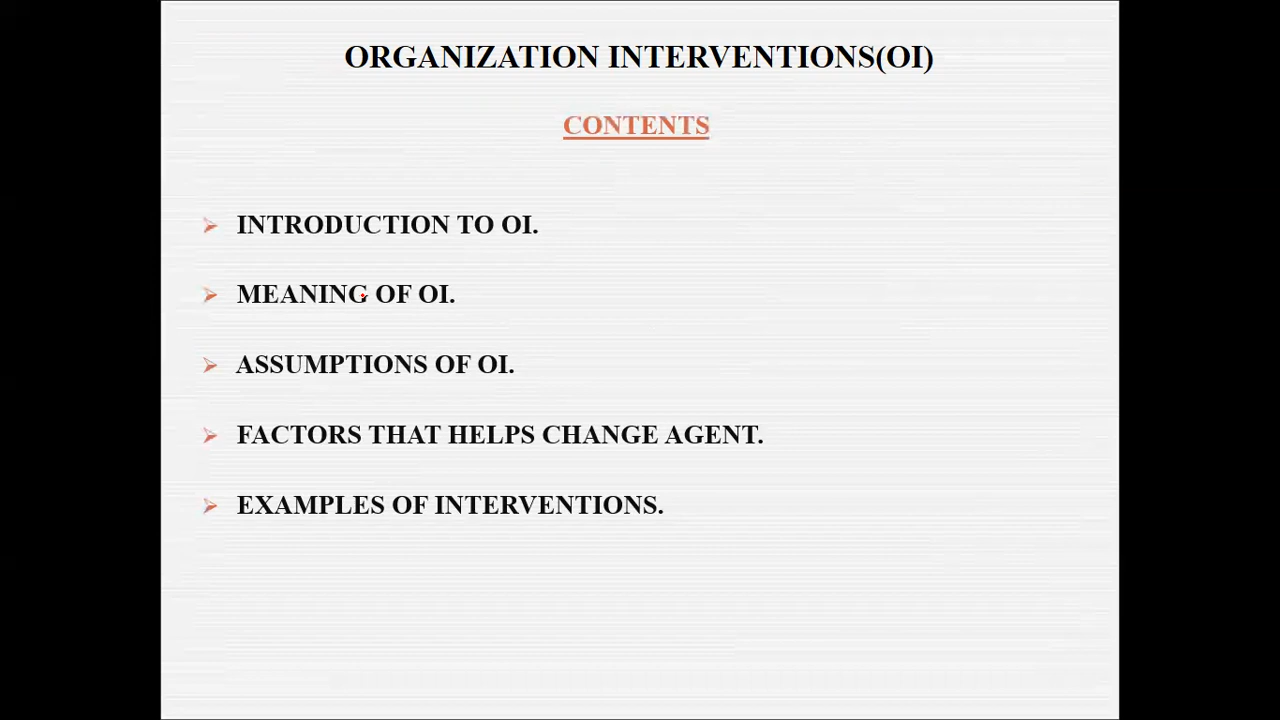 ORGANIZATION INTERVENTIONS(OI)
CONTENTS
INTRODUCTION TO OI.
MEANING OF OI.
ASSUMPTIONS OF OI.
FACTORS THAT HELPS CHANGE AGENT.
EXAMPLES OF INTERVENTIONS.